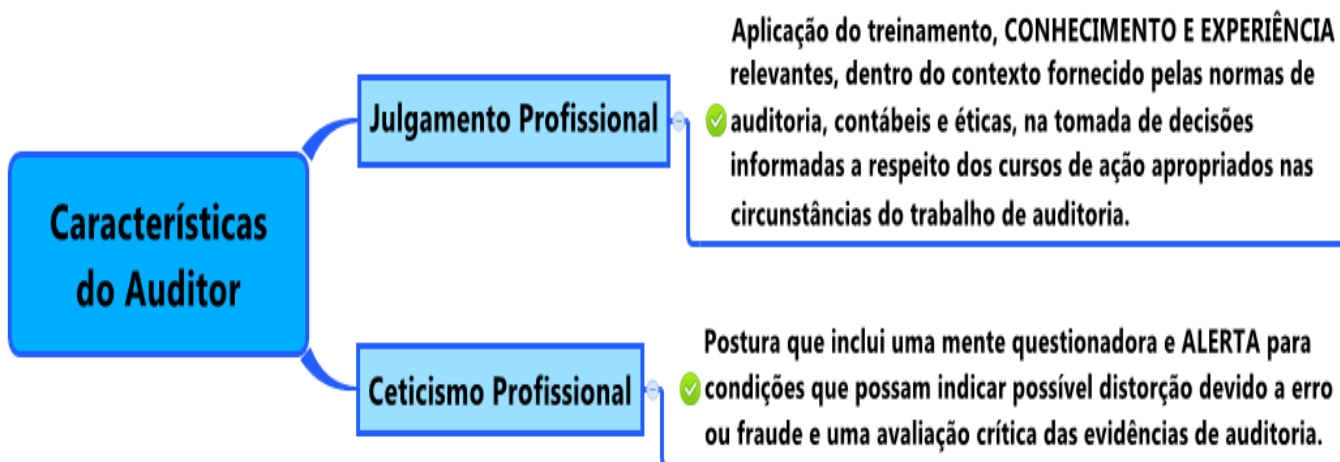 Características
do Auditor
Julgamento Profissional
Aplicação do treinamento, CONHECIMENTO E EXPERIÊNCIA
relevantes, dentro do contexto fornecido pelas normas de
auditoria, contábeis e éticas, na tomada de decisões
informadas a respeito dos cursos de ação apropriados nas
circunstâncias do trabalho de auditoria.
Ceticismo Profissional
Postura que inclui uma mente questionadora e ALERTA para
condições que possam indicar possível distorção devido a erro
ou fraude e uma avaliação crítica das evidências de auditoria.